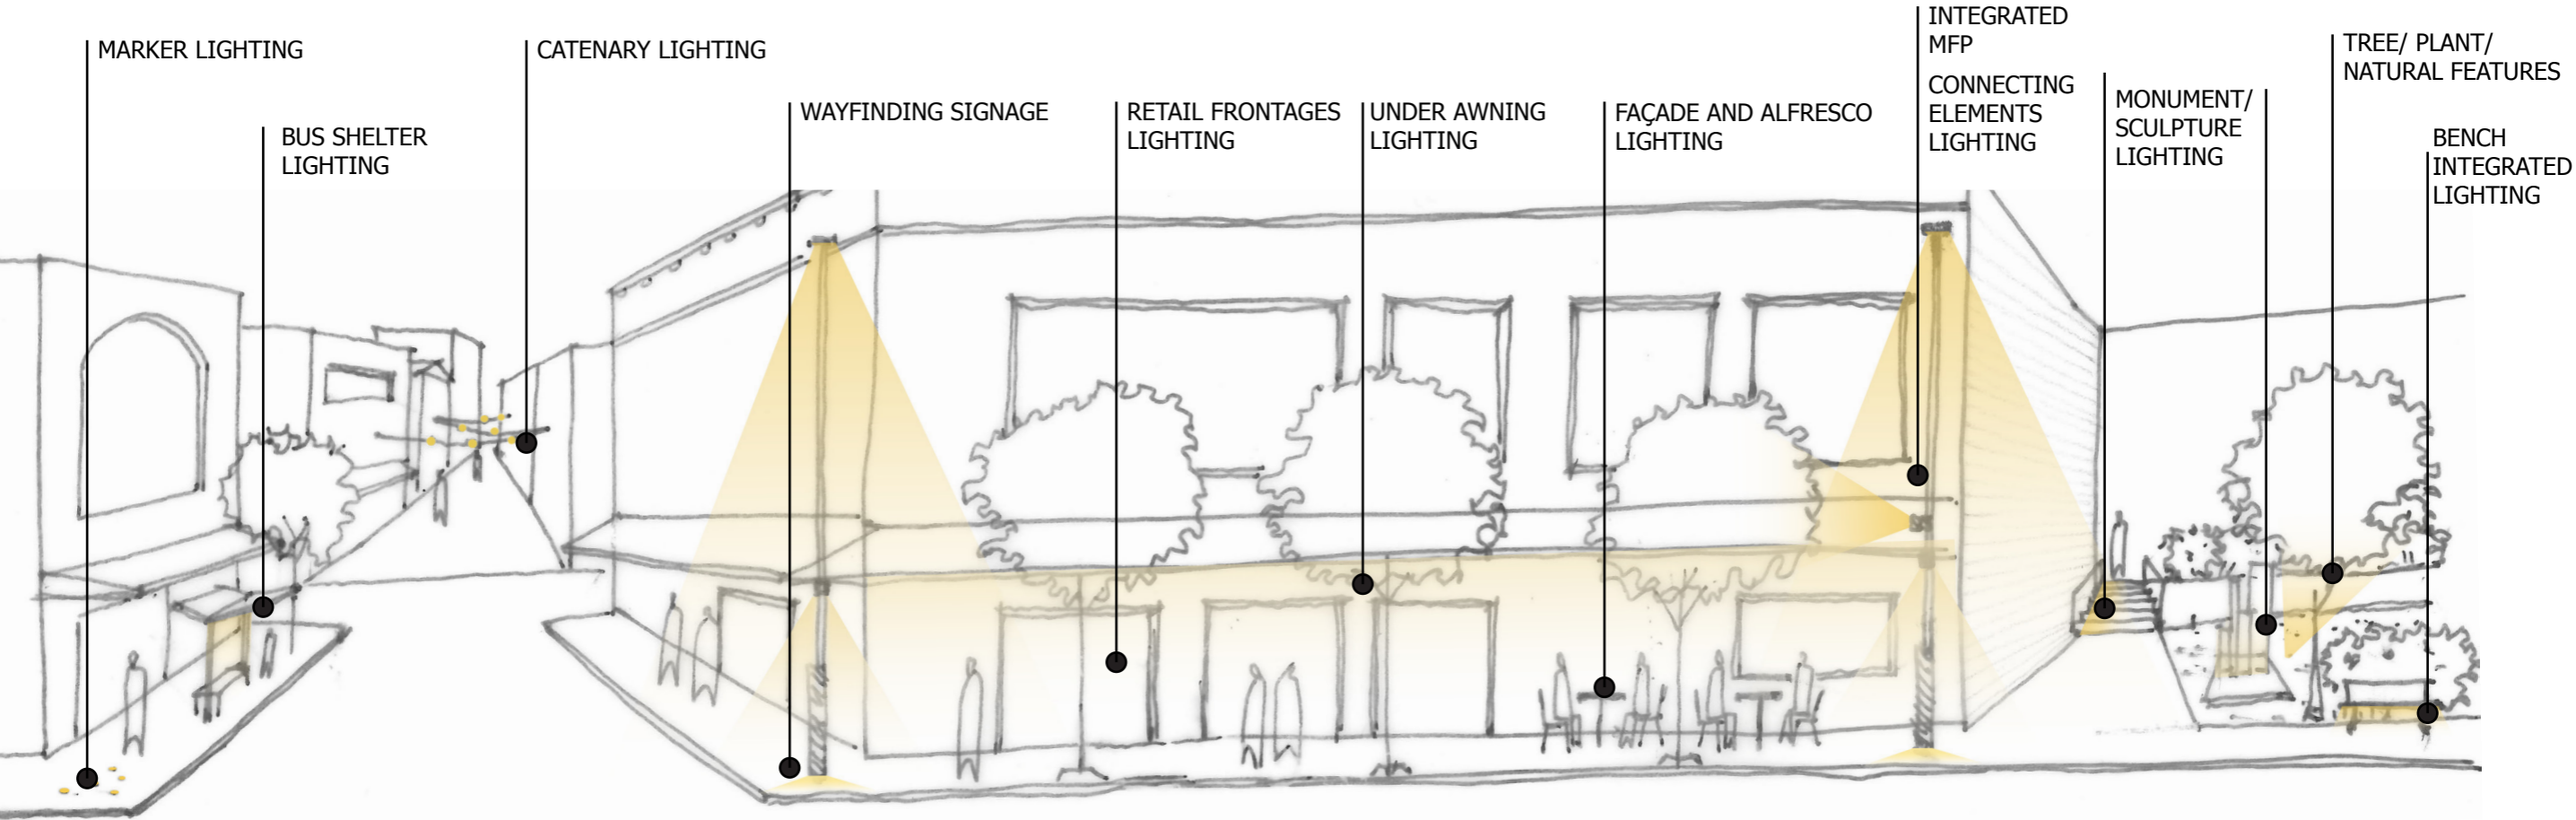 MARKER LIGHTING
BUS SHELTER
LIGHTING
CATENARY LIGHTING
WAYFINDING SIGNAGE
RETAIL FRONTAGES
LIGHTING
UNDER AWNING
LIGHTING
FAÇADE AND ALFRESCO
LIGHTING
INTEGRATED
MFP
CONNECTING
ELEMENTS
LIGHTING
MONUMENT/
SCULPTURE
LIGHTING
TREE/ PLANT/
NATURAL FEATURES
BENCH
INTEGRATED
LIGHTING